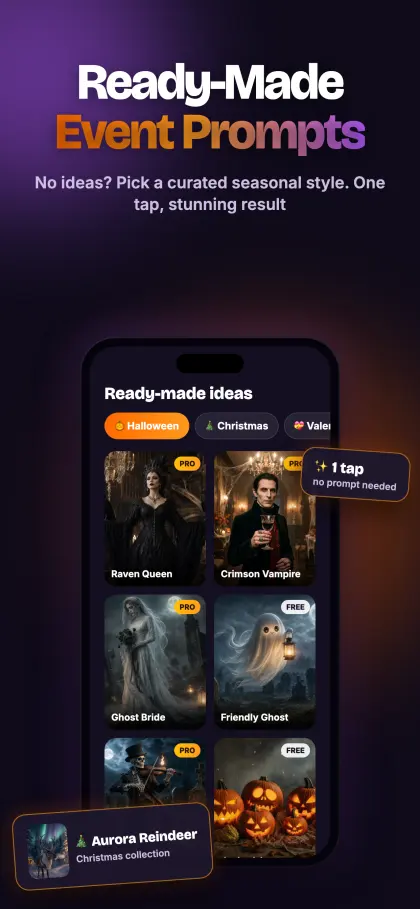 Ready-Made
Event Prompts
No ideas? Pick a curated seasonal style. One
tap, stunning result
Ready-made ideas
🎃 Halloween
🎄 Christmas
💝 Valen
✨ 1 tap
no prompt needed
PRO
PRO
Raven Queen
Crimson Vampire
PRO
FREE
Ghost Bride
Friendly Ghost
PRO
FREE
🎄 Aurora Reindeer
Christmas collection